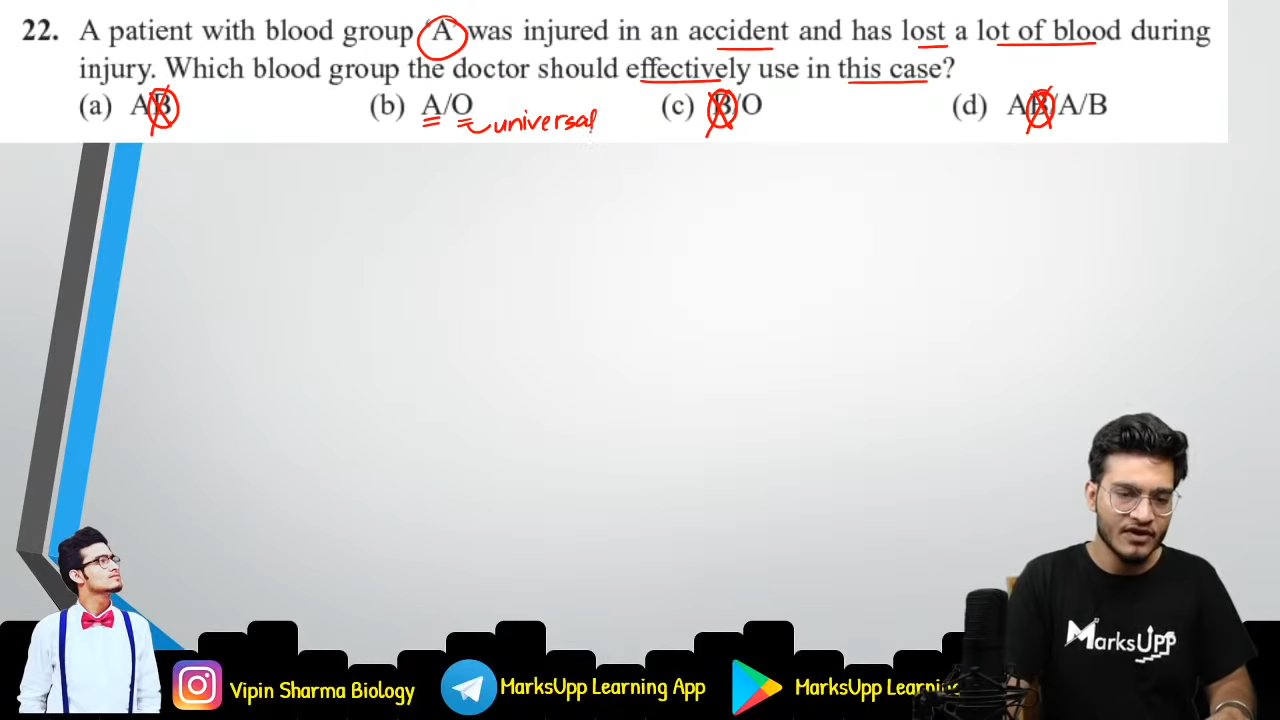 22. A patient with blood group 'A' was injured in an accident and has lost a lot of blood during
injury. Which blood group the doctor should effectively use in this case?
(a) AB (b) A/O (c) B/O (d) AB/A/B
universal
MarksUpp
Vipin Sharma Biology
MarksUpp Learning App
MarksUpp Learning